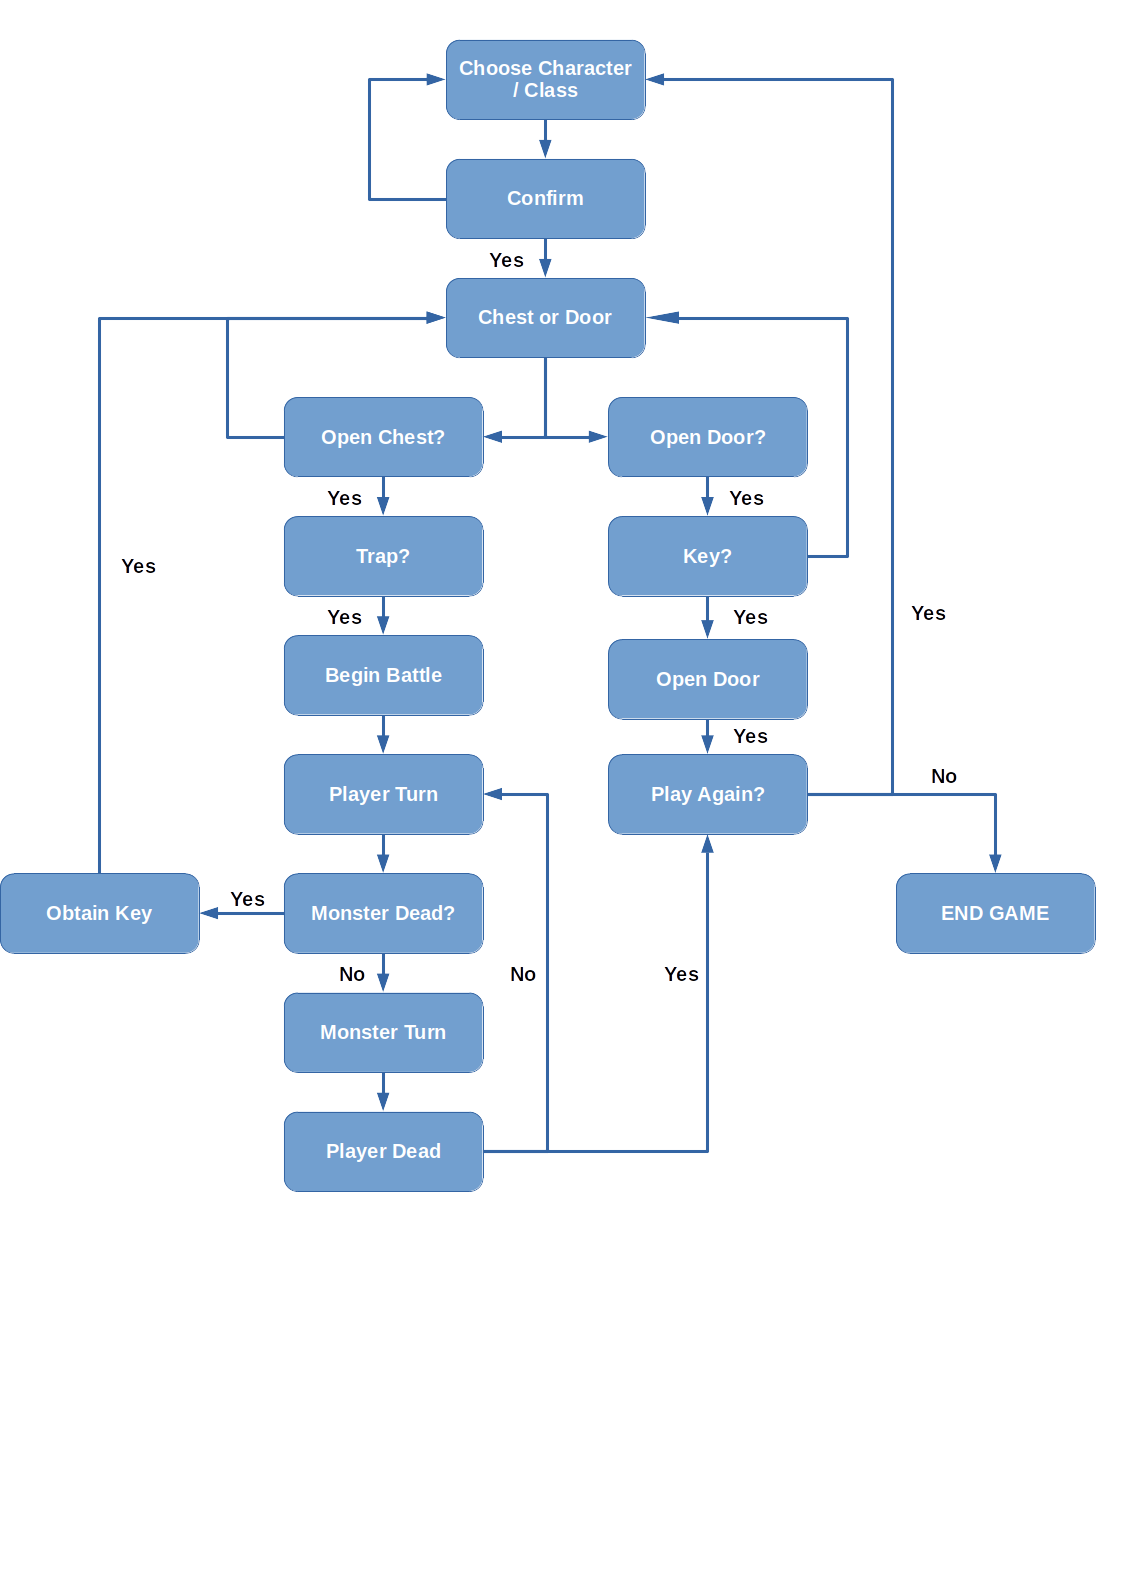 Choose Character
/ Class
Confirm
Yes
Chest or Door
Open Chest?
Open Door?
Yes
Yes
Trap?
Key?
Yes
Yes
Yes
Yes
Begin Battle
Open Door
Yes
Player Turn
Play Again?
No
Yes
Obtain Key
Monster Dead?
END GAME
No
No
Yes
Monster Turn
Player Dead